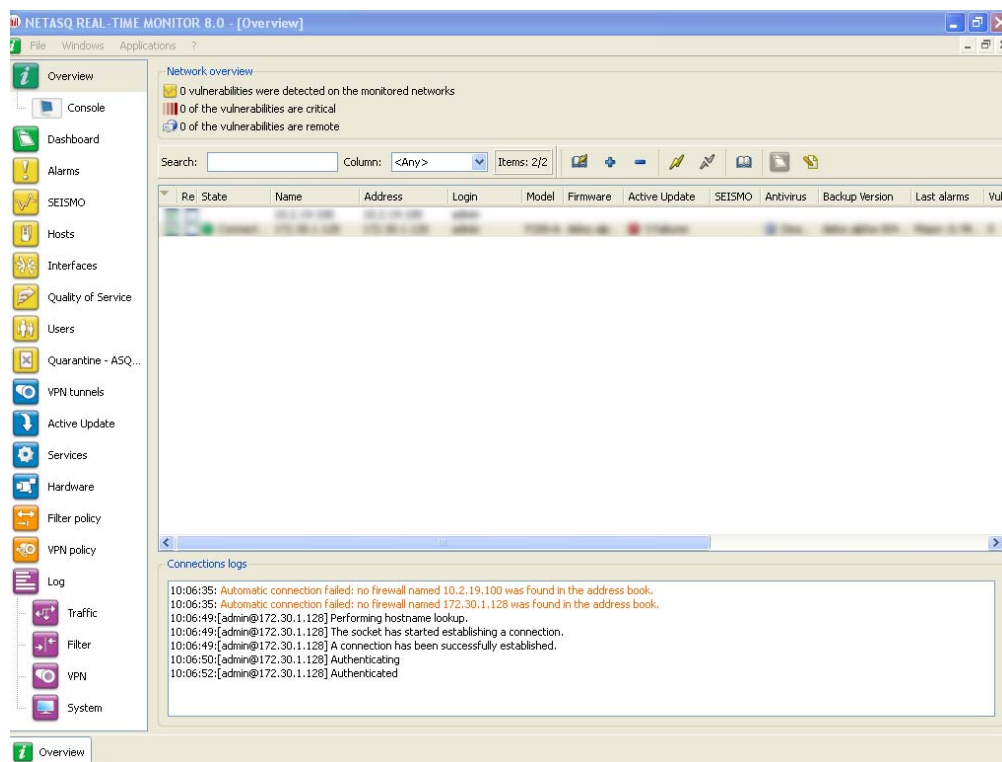 NETASQ REAL-TIME MONITOR 8.0 - [Overview]
File Windows Applications ?
Overview
Console
Dashboard
Alarms
SEISMO
Hosts
Interfaces
Quality of Service
Users
Quarantine - ASQ...
VPN tunnels
Active Update
Services
Hardware
Filter policy
VPN policy
Log
Traffic
Filter
VPN
System
Network overview
0 vulnerabilities were detected on the monitored networks
0 of the vulnerabilities are critical
0 of the vulnerabilities are remote
Search: Column: <Any> Items: 2/2
Re State Name Address Login Model Firmware Active Update SEISMO Antivirus Backup Version Last alarms Vul
Connections logs
10:06:35: Automatic connection failed: no firewall named 10.2.19.100 was found in the address book.
10:06:35: Automatic connection failed: no firewall named 172.30.1.128 was found in the address book.
10:06:49:[admin@172.30.1.128] Performing hostname lookup.
10:06:49:[admin@172.30.1.128] The socket has started establishing a connection.
10:06:49:[admin@172.30.1.128] A connection has been successfully established.
10:06:50:[admin@172.30.1.128] Authenticating
10:06:52:[admin@172.30.1.128] Authenticated
Overview